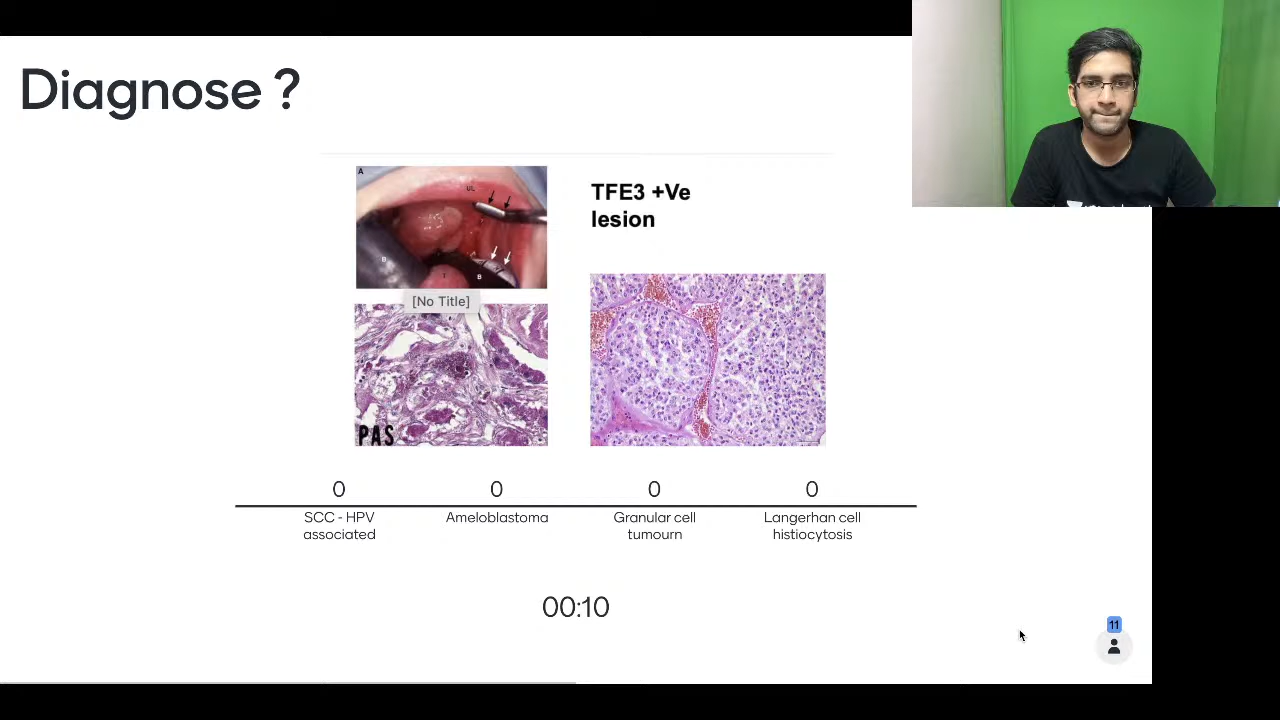 Diagnose ?
A
UL
B
T
B
[No Title]
PAS
TFE3 +Ve
lesion
0
0
0
0
SCC - HPV
associated
Ameloblastoma
Granular cell
tumourn
Langerhan cell
histiocytosis
00:10
11